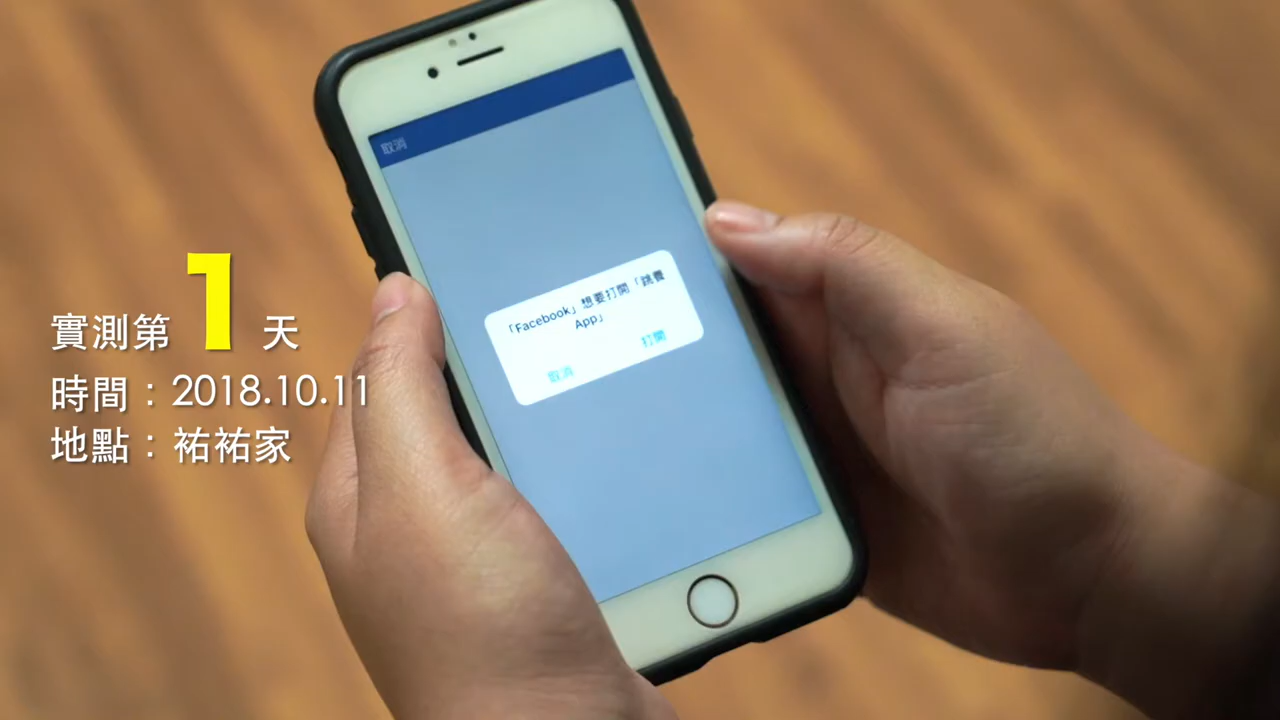 實測第1天
時間：2018.10.11
地點：祐祐家
取消
「Facebook」想要打開「跳養
App」
取消
打開